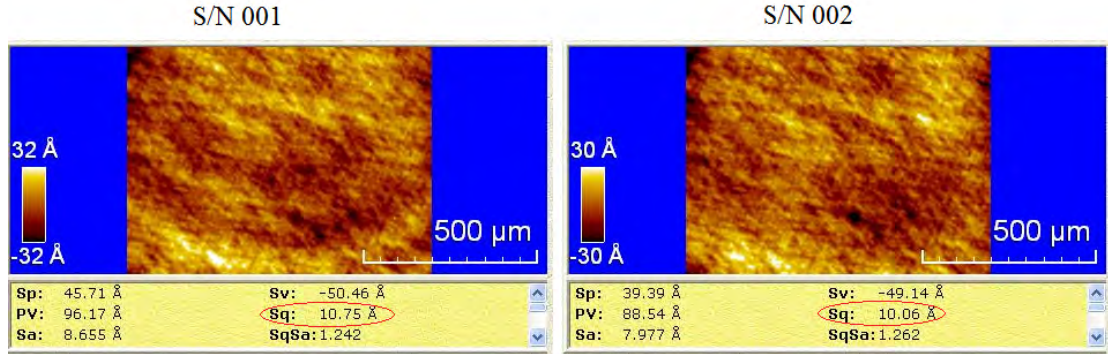 S/N 001
32 Å
-32 Å
500 µm
Sp: 45.71 Å Sv: -50.46 Å
PV: 96.17 Å Sq: 10.75 Å
Sa: 8.655 Å SqSa: 1.242
S/N 002
30 Å
-30 Å
500 µm
Sp: 39.39 Å Sv: -49.14 Å
PV: 88.54 Å Sq: 10.06 Å
Sa: 7.977 Å SqSa: 1.262